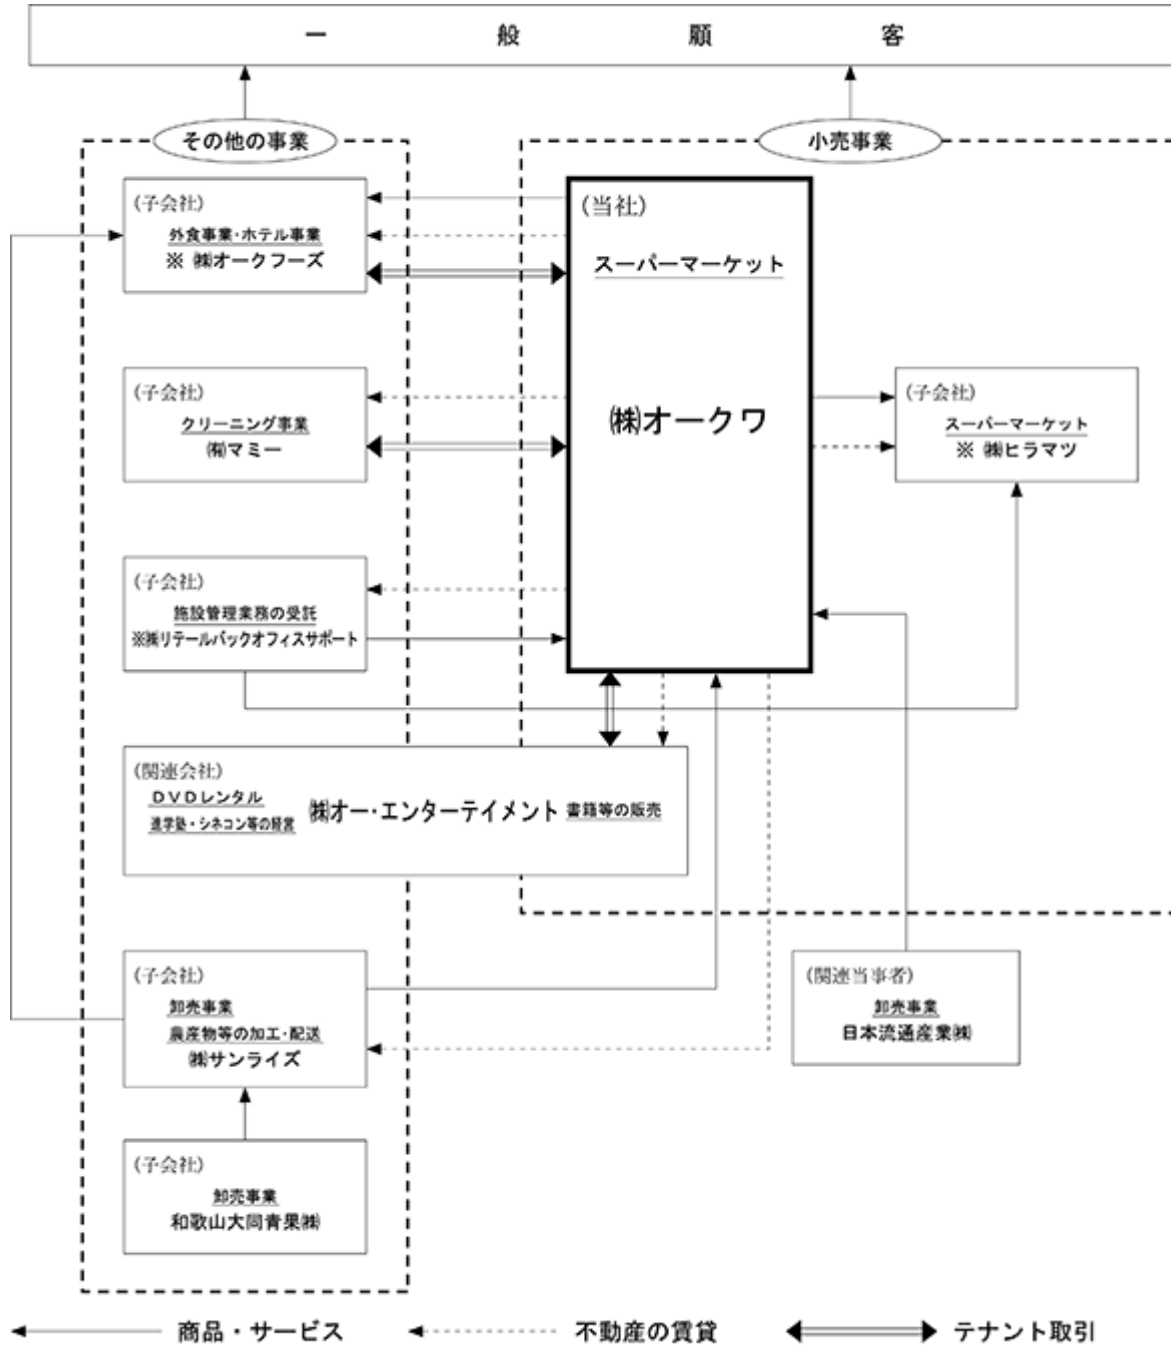 一般顧客
その他の事業
小売事業
(子会社)
外食事業・ホテル事業
※ ㈱オークフーズ
(当社)
スーパーマーケット
㈱オークワ
(子会社)
クリーニング事業
㈲マミー
(子会社)
スーパーマーケット
※ ㈱ヒラマツ
(子会社)
施設管理業務の受託
※㈱リテールバックオフィスサポート
(関連会社)
DVDレンタル
進学塾・シネコン等の経営
㈱オー・エンターテイメント
書籍等の販売
(子会社)
卸売事業
農産物等の加工・配送
㈱サンライズ
(関連当事者)
卸売事業
日本流通産業㈱
(子会社)
卸売事業
和歌山大同青果㈱
商品・サービス
不動産の賃貸
テナント取引